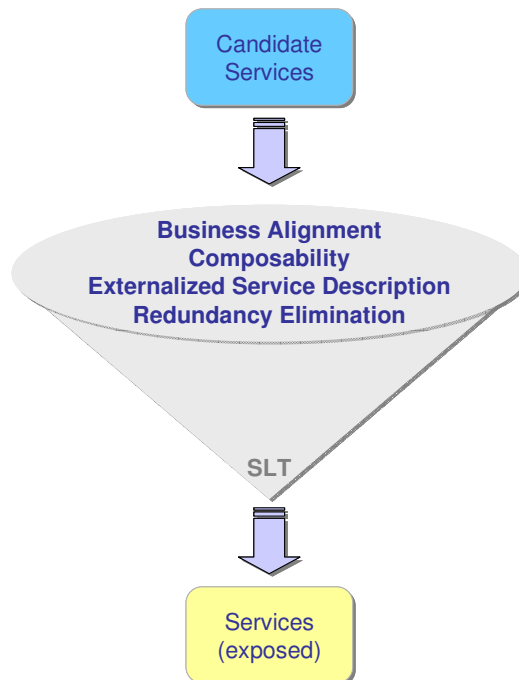 Candidate
Services
Business Alignment
Composability
Externalized Service Description
Redundancy Elimination
SLT
Services
(exposed)